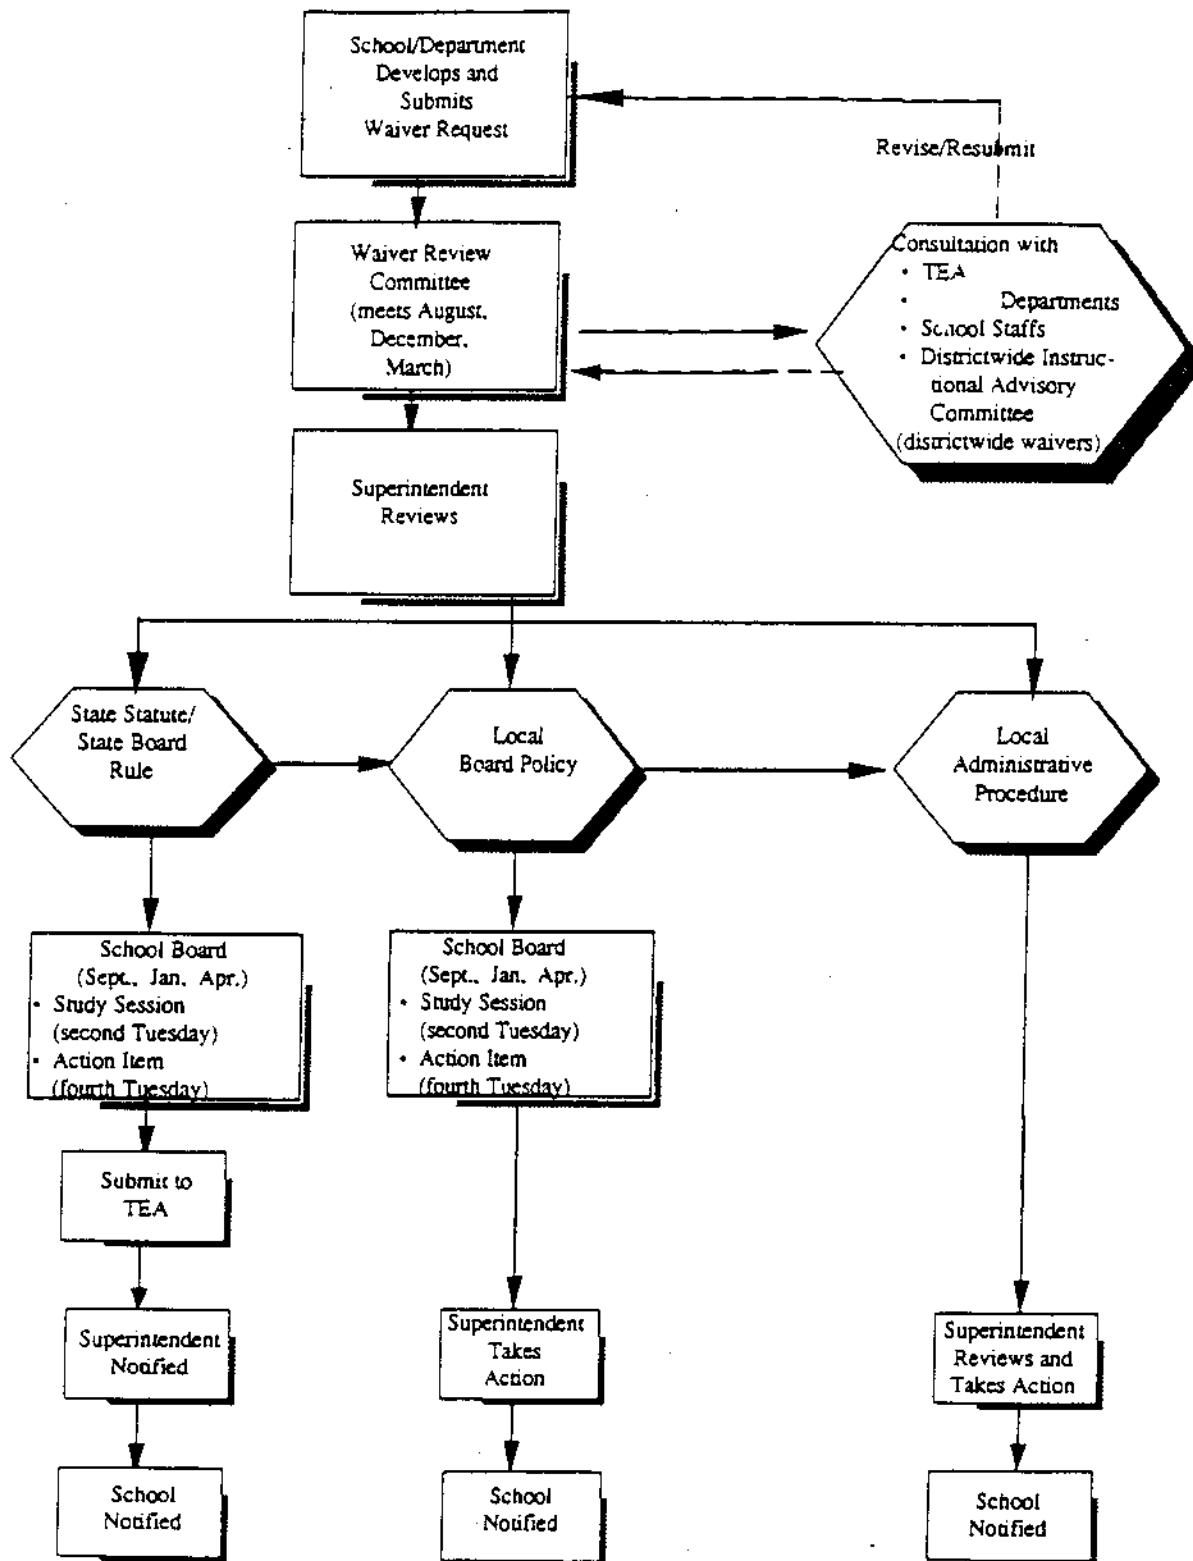 School/Department
Develops and
Submits
Waiver Request
Revise/Resubmit
Waiver Review
Committee
(meets August,
December,
March)
Consultation with
• TEA
• Departments
• School Staffs
• Districtwide Instruc-
tional Advisory
Committee
(districtwide waivers)
Superintendent
Reviews
State Statute/
State Board
Rule
Local
Board Policy
Local
Administrative
Procedure
School Board
(Sept., Jan, Apr.)
• Study Session
(second Tuesday)
• Action Item
(fourth Tuesday)
School Board
(Sept., Jan, Apr.)
• Study Session
(second Tuesday)
• Action Item
(fourth Tuesday)
Submit to
TEA
Superintendent
Notified
Superintendent
Takes
Action
Superintendent
Reviews and
Takes Action
School
Notified
School
Notified
School
Notified